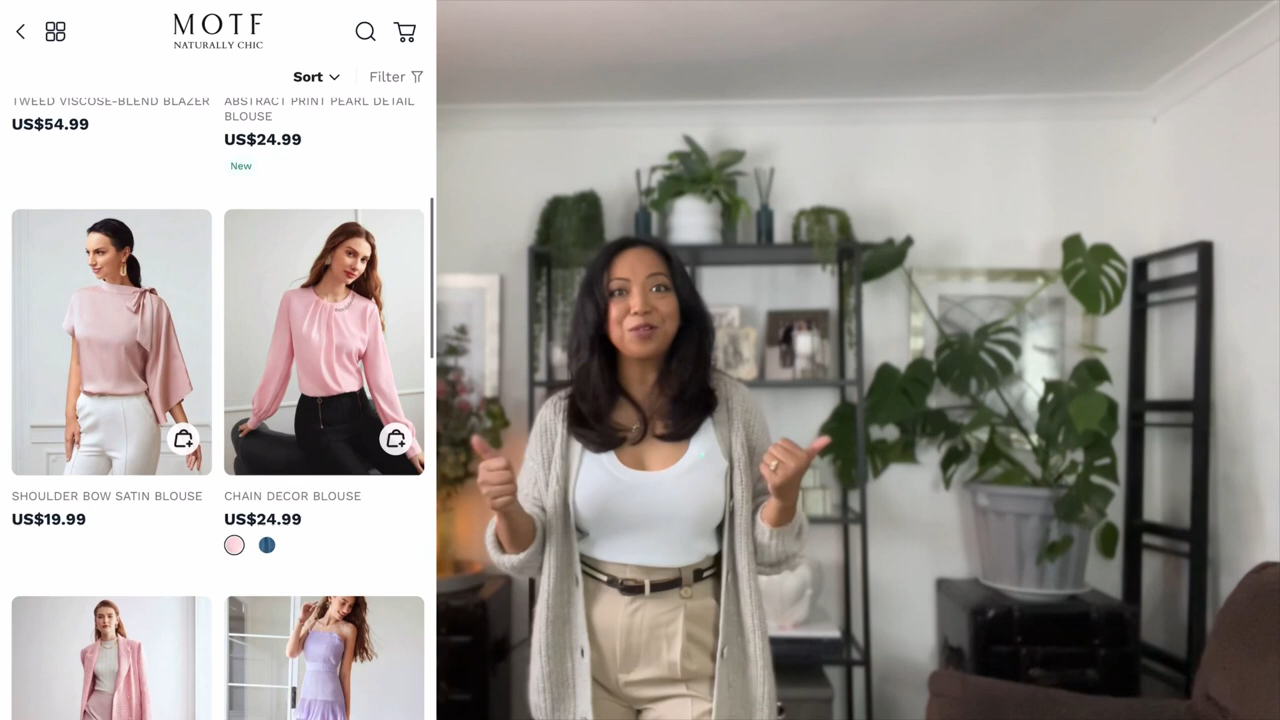 MOTF
NATURALLY CHIC
Sort
Filter
TWEED VISCOSE-BLEND BLAZER
US$54.99
ABSTRACT PRINT PEARL DETAIL
BLOUSE
US$24.99
New
SHOULDER BOW SATIN BLOUSE
US$19.99
CHAIN DECOR BLOUSE
US$24.99